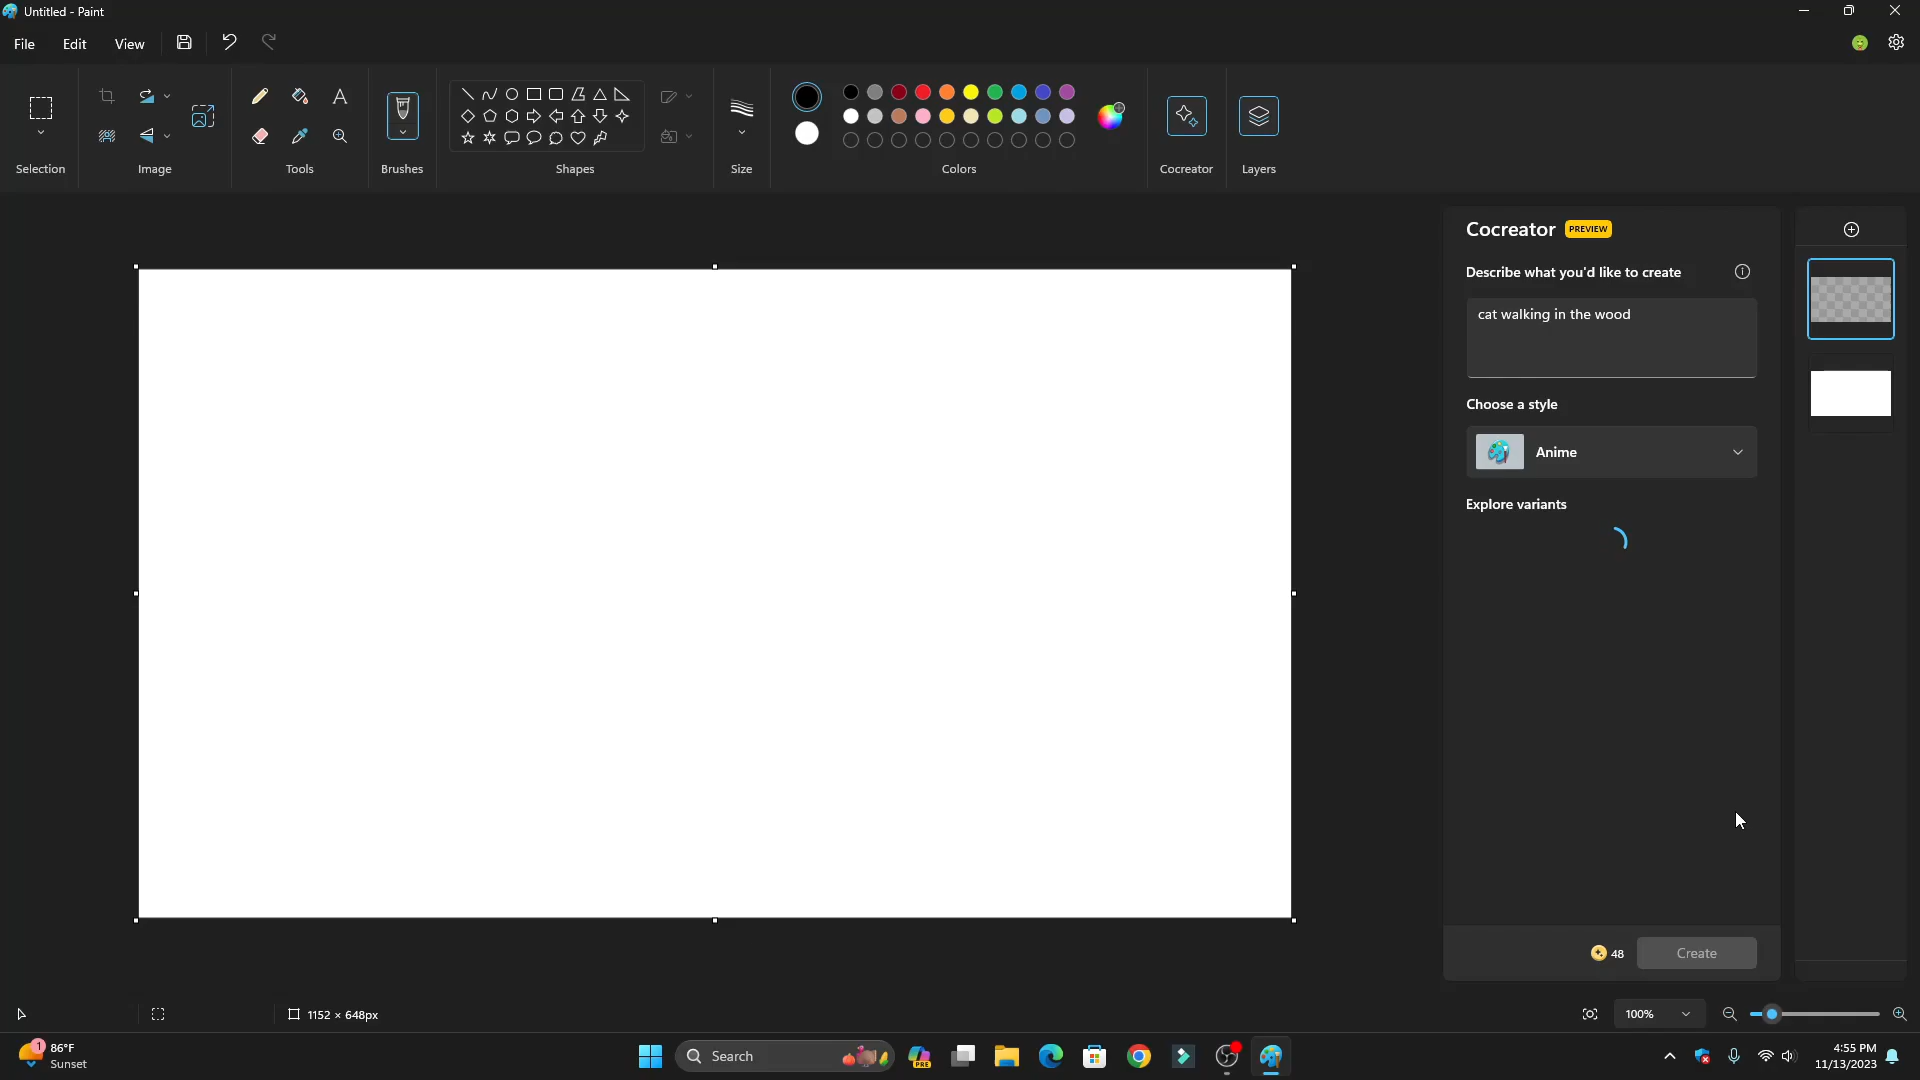 Untitled - Paint
File Edit View
Selection Image Tools Brushes Shapes Size Colors Cocreator Layers
Cocreator PREVIEW
Describe what you'd like to create
cat walking in the wood
Choose a style
Anime
Explore variants
48 Create
1152 × 648px
100%
1
86°F
Sunset
Search
PRE
4:55 PM
11/13/2023